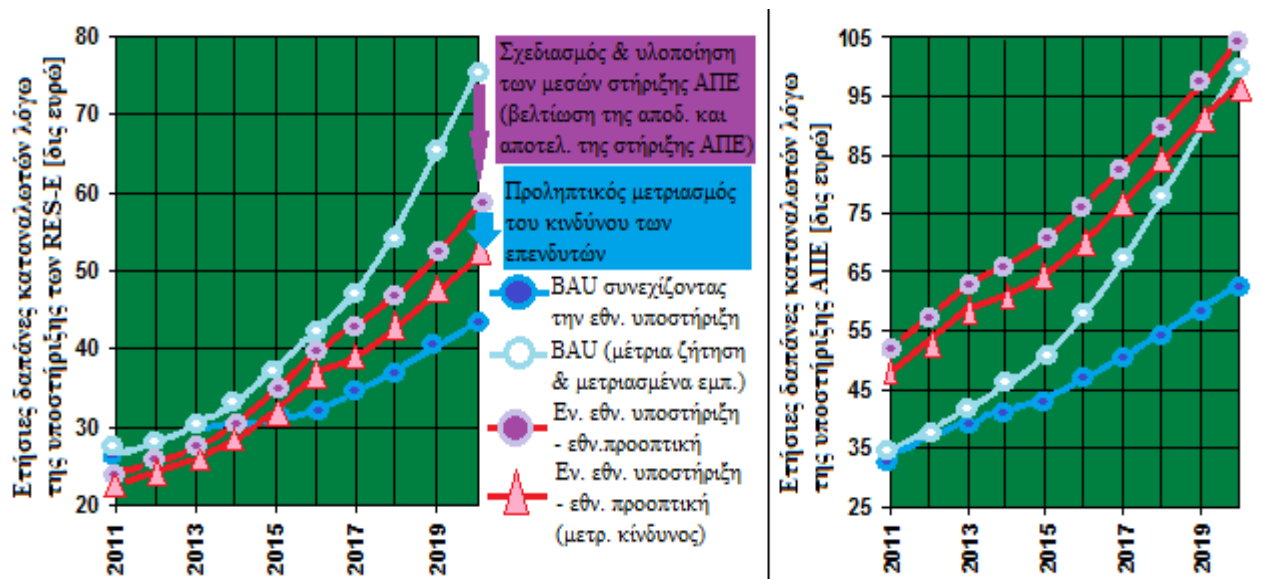 Ετήσιες δαπάνες καταναλωτών λόγω
της υποστήριξης των RES-E [δις ευρώ]
80
70
60
50
40
30
20
2011
2013
2015
2017
2019
Σχεδιασμός & υλοποίηση
των μεσών στήριξης ΑΠΕ
(βελτίωση της αποδ. και
αποτελ. της στήριξης ΑΠΕ)
Προληπτικός μετριασμός
του κινδύνου των
επενδυτών
BAU συνεχίζοντας
την εθν. υποστήριξη
BAU (μέτρια ζήτηση
& μετριασμένα εμπ.)
Εν. εθν. υποστήριξη
- εθν.προοπτική
Εν. εθν. υποστήριξη
- εθν. προοπτική
(μετρ. κίνδυνος)
Ετήσιες δαπάνες καταναλωτών λόγω
της υποστήριξης ΑΠΕ [δις ευρώ]
105
95
85
75
65
55
45
35
25
2011
2013
2015
2017
2019